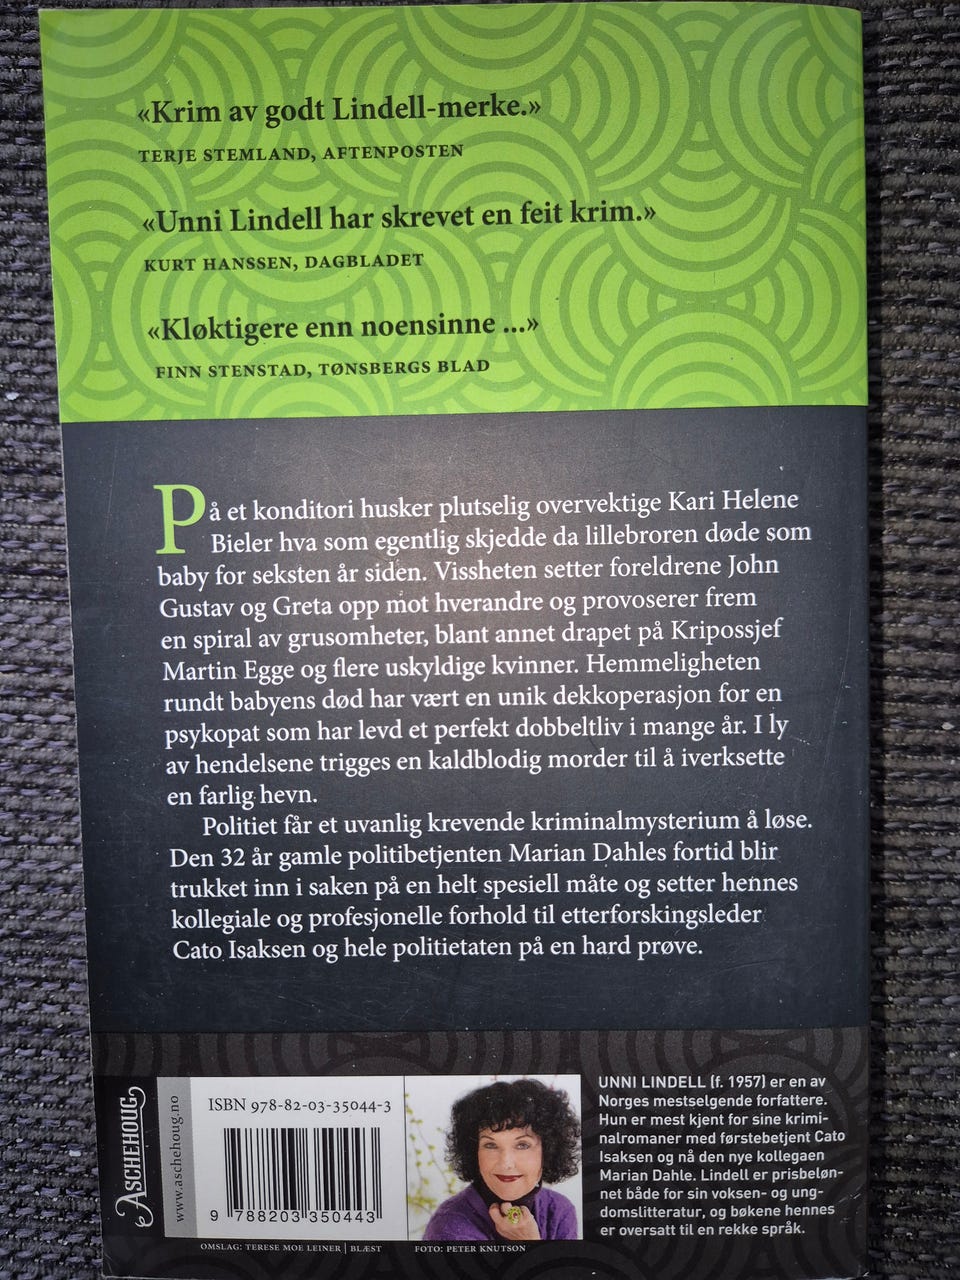 «Krim av godt Lindell-merke.»
TERJE STEMLAND, AFTENPOSTEN
«Unni Lindell har skrevet en feit krim.»
KURT HANSSEN, DAGBLADET
«Kløktigere enn noensinne ...»
FINN STENSTAD, TØNSBERGS BLAD
På et konditori husker plutselig overvektige Kari Helene
Bieler hva som egentlig skjedde da lillebroren døde som
baby for seksten år siden. Vissheten setter foreldrene John
Gustav og Greta opp mot hverandre og provoserer frem
en spiral av grusomheter, blant annet drapet på Kripossjef
Martin Egge og flere uskyldige kvinner. Hemmeligheten
rundt babyens død har vært en unik dekkoperasjon for en
psykopat som har levd et perfekt dobbeltliv i mange år. I ly
av hendelsene trigges en kaldblodig morder til å iverksette
en farlig hevn.
Politiet får et uvanlig krevende kriminalmysterium å løse.
Den 32 år gamle politibetjenten Marian Dahles fortid blir
trukket inn i saken på en helt spesiell måte og setter hennes
kollegiale og profesjonelle forhold til etterforskingsleder
Cato Isaksen og hele politietaten på en hard prøve.
ASCHEHOUG
www.aschehoug.no
ISBN 978-82-03-35044-3
9 788203 350443
OMSLAG: TERESE MOE LEINER | BLÆST
FOTO: PETER KNUTSON
UNNI LINDELL (f. 1957) er en av
Norges mestselgende forfattere.
Hun er mest kjent for sine krimi-
nalromaner med førstebetjent Cato
Isaksen og nå den nye kollegaen
Marian Dahle. Lindell er prisbeløn-
net både for sin voksen- og ung-
domslitteratur, og bøkene hennes
er oversatt til en rekke språk.